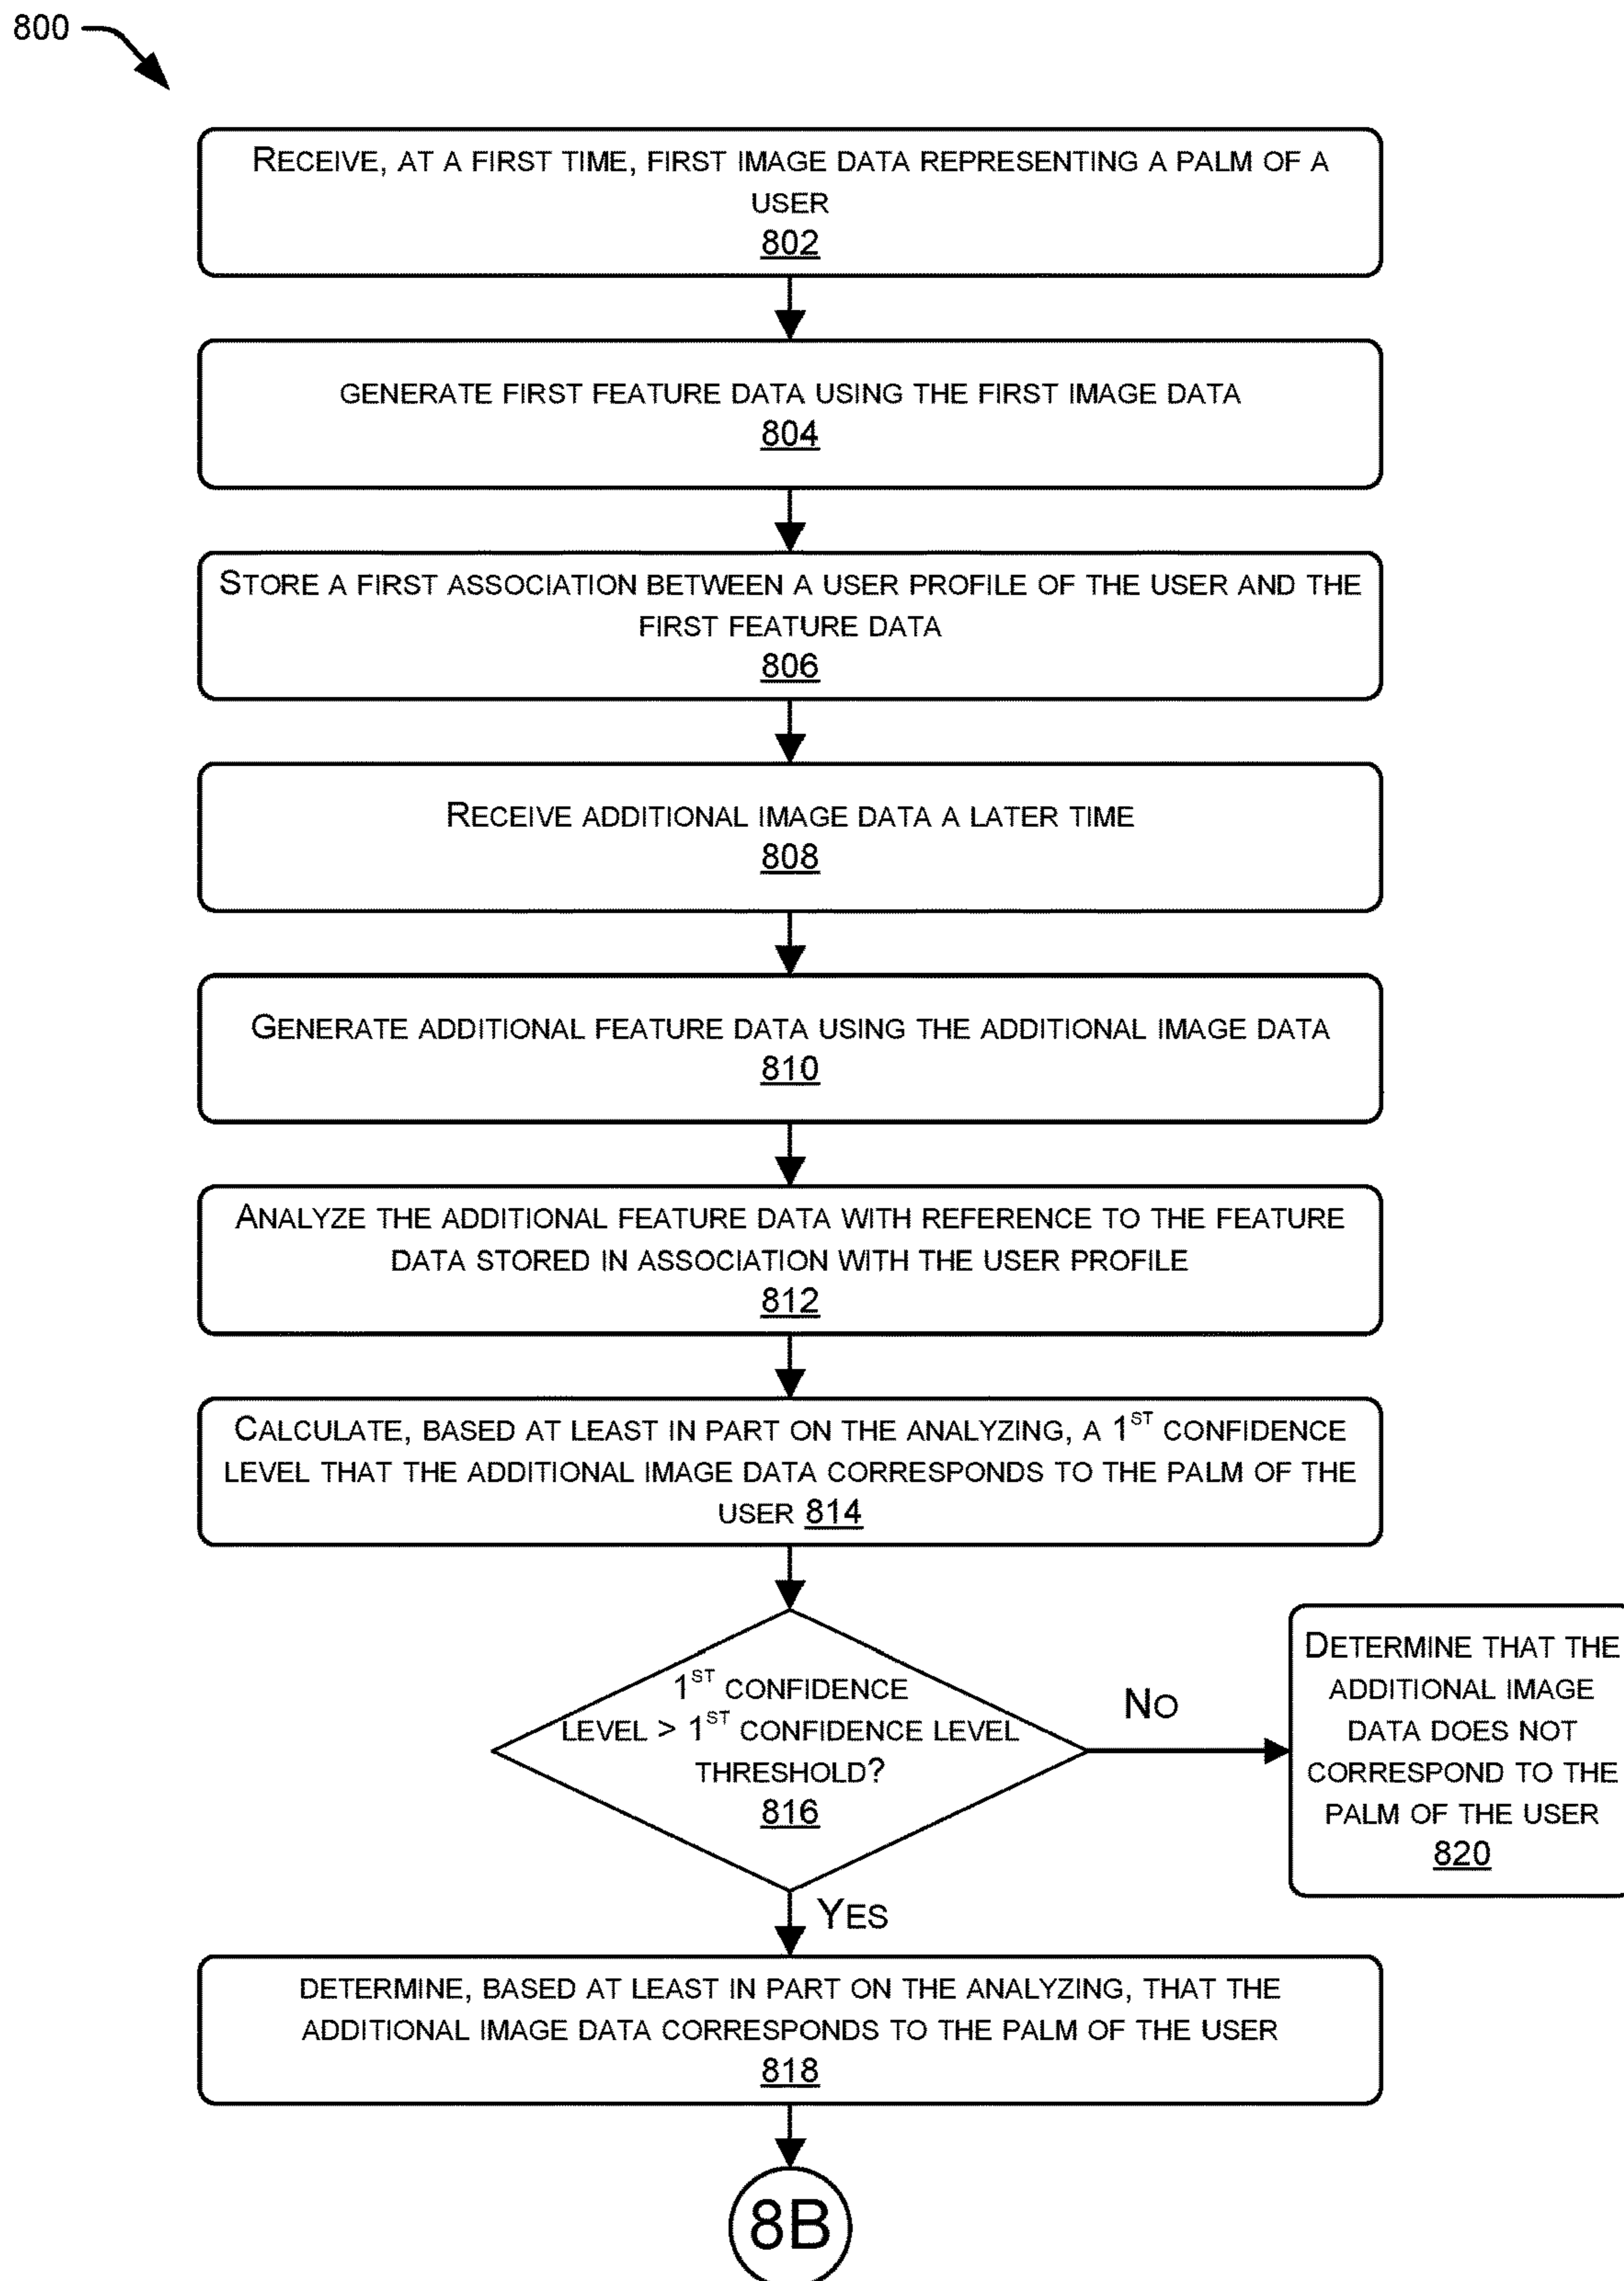 800
RECEIVE, AT A FIRST TIME, FIRST IMAGE DATA REPRESENTING A PALM OF A
USER
802
GENERATE FIRST FEATURE DATA USING THE FIRST IMAGE DATA
804
STORE A FIRST ASSOCIATION BETWEEN A USER PROFILE OF THE USER AND THE
FIRST FEATURE DATA
806
RECEIVE ADDITIONAL IMAGE DATA A LATER TIME
808
GENERATE ADDITIONAL FEATURE DATA USING THE ADDITIONAL IMAGE DATA
810
ANALYZE THE ADDITIONAL FEATURE DATA WITH REFERENCE TO THE FEATURE
DATA STORED IN ASSOCIATION WITH THE USER PROFILE
812
CALCULATE, BASED AT LEAST IN PART ON THE ANALYZING, A 1ST CONFIDENCE
LEVEL THAT THE ADDITIONAL IMAGE DATA CORRESPONDS TO THE PALM OF THE
USER 814
1ST CONFIDENCE
LEVEL > 1ST CONFIDENCE LEVEL
THRESHOLD?
816
NO
DETERMINE THAT THE
ADDITIONAL IMAGE
DATA DOES NOT
CORRESPOND TO THE
PALM OF THE USER
820
YES
DETERMINE, BASED AT LEAST IN PART ON THE ANALYZING, THAT THE
ADDITIONAL IMAGE DATA CORRESPONDS TO THE PALM OF THE USER
818
8B